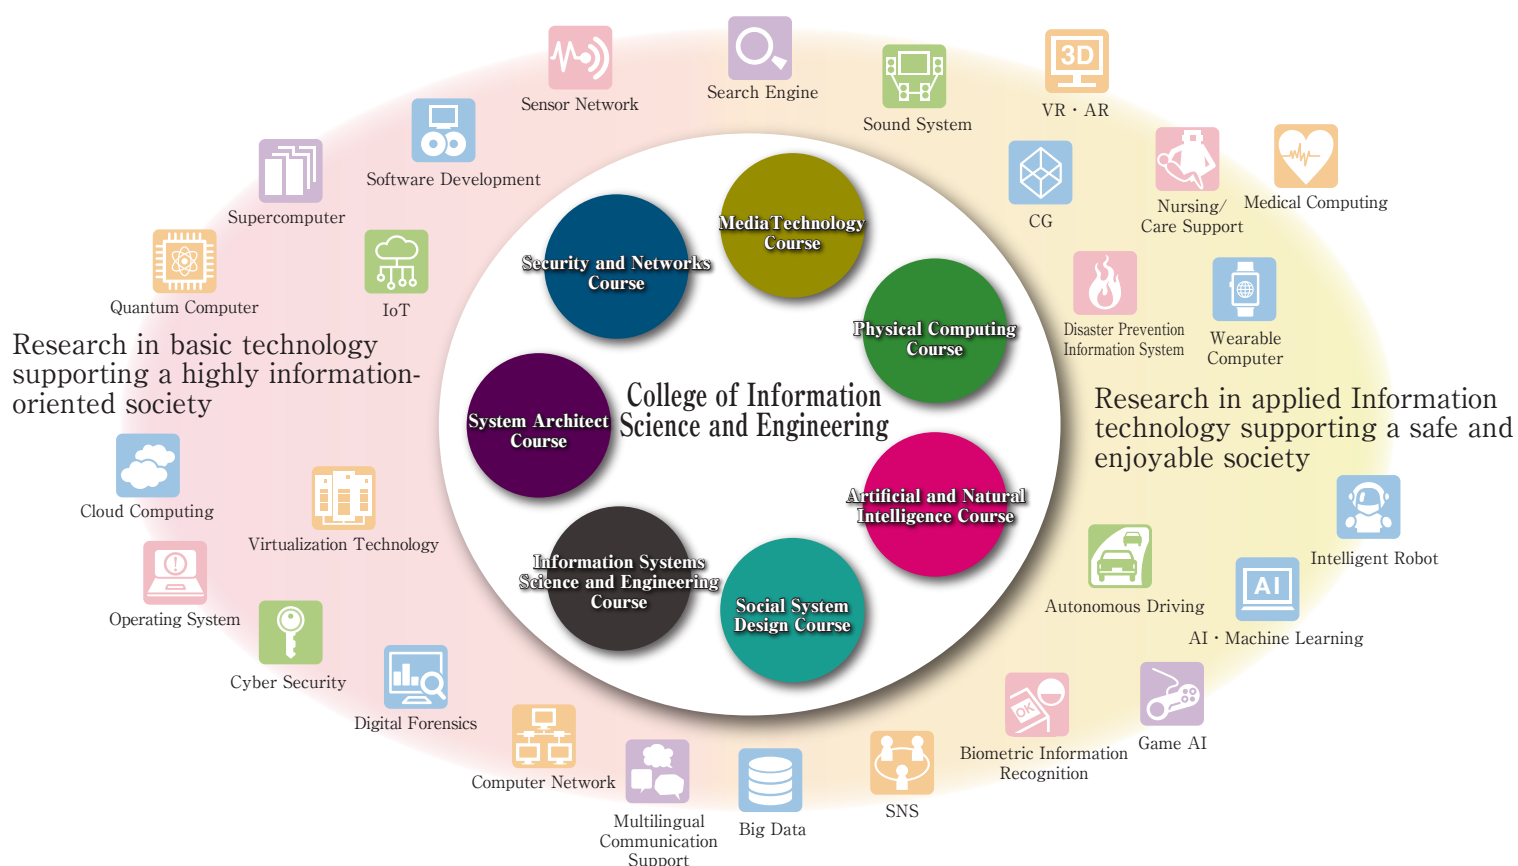 3D
Sensor Network
Search Engine
Sound System
VR・AR
Software Development
Supercomputer
CG
Nursing/
Care Support
Medical Computing
Quantum Computer
IoT
Disaster Prevention
Information System
Wearable
Computer
Media Technology
Course
Security and Networks
Course
Physical Computing
Course
Research in basic technology
supporting a highly information-
oriented society
System Architect
Course
College of Information
Science and Engineering
Research in applied Information
technology supporting a safe and
enjoyable society
Artificial and Natural
Intelligence Course
Information Systems
Science and Engineering
Course
Social System
Design Course
Cloud Computing
Virtualization Technology
!
Operating System
Cyber Security
Digital Forensics
Computer Network
Multilingual
Communication
Support
Big Data
SNS
OK
Biometric Information
Recognition
Game AI
AI
AI・Machine Learning
Autonomous Driving
Intelligent Robot